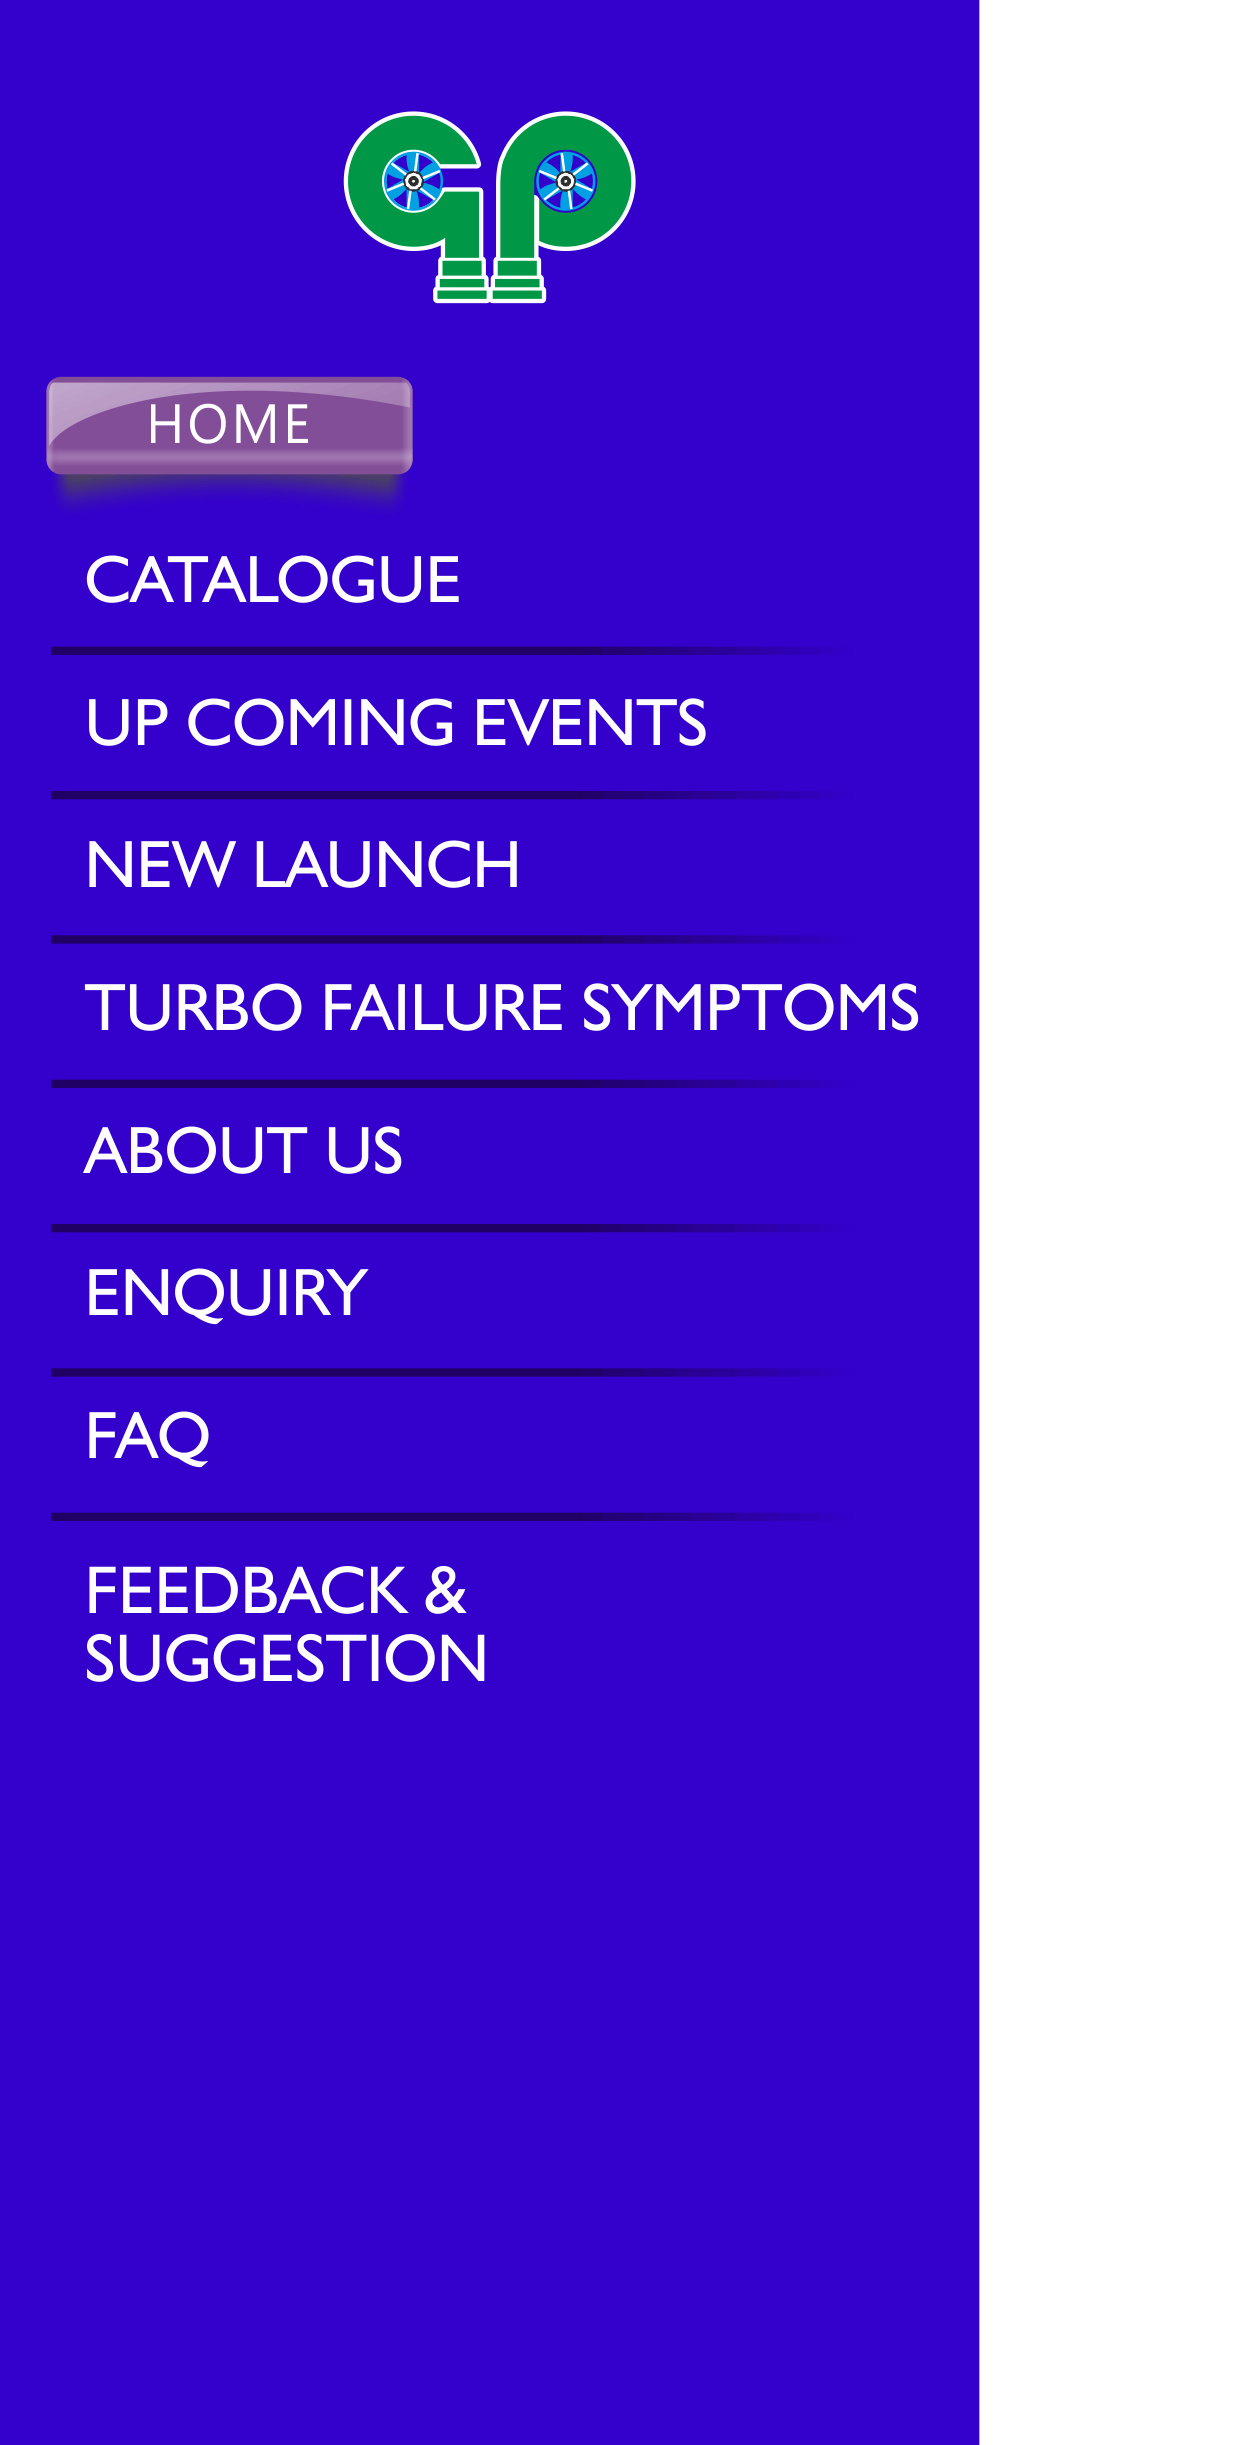 GP
HOME
CATALOGUE
UP COMING EVENTS
NEW LAUNCH
TURBO FAILURE SYMPTOMS
ABOUT US
ENQUIRY
FAQ
FEEDBACK &
SUGGESTION